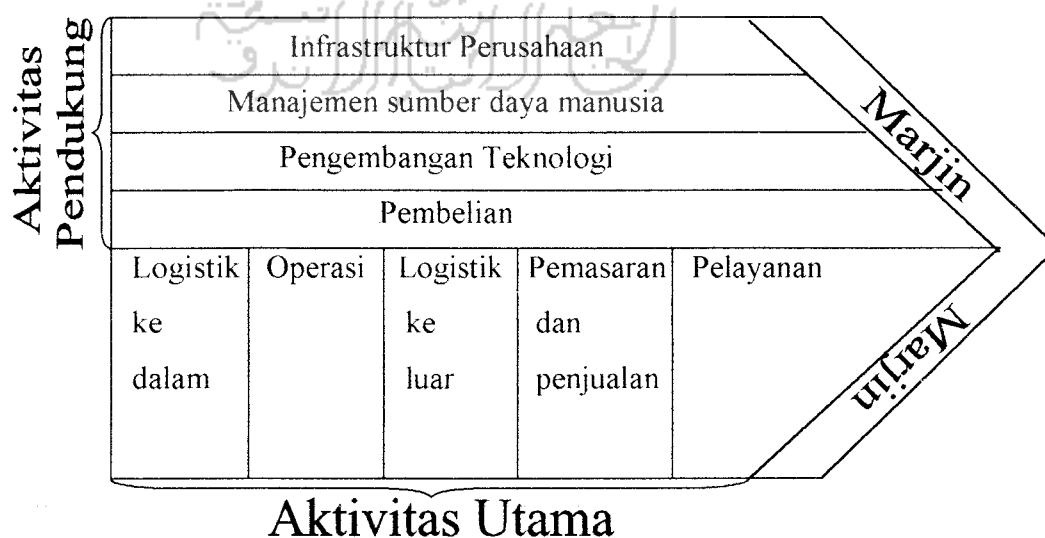 Aktivitas
Pendukung
Infrastruktur Perusahaan
Manajemen sumber daya manusia
Pengembangan Teknologi
Pembelian
Marjin
Logistik
ke
dalam
Operasi
Logistik
ke
luar
Pemasaran
dan
penjualan
Pelayanan
Marjin
Aktivitas Utama